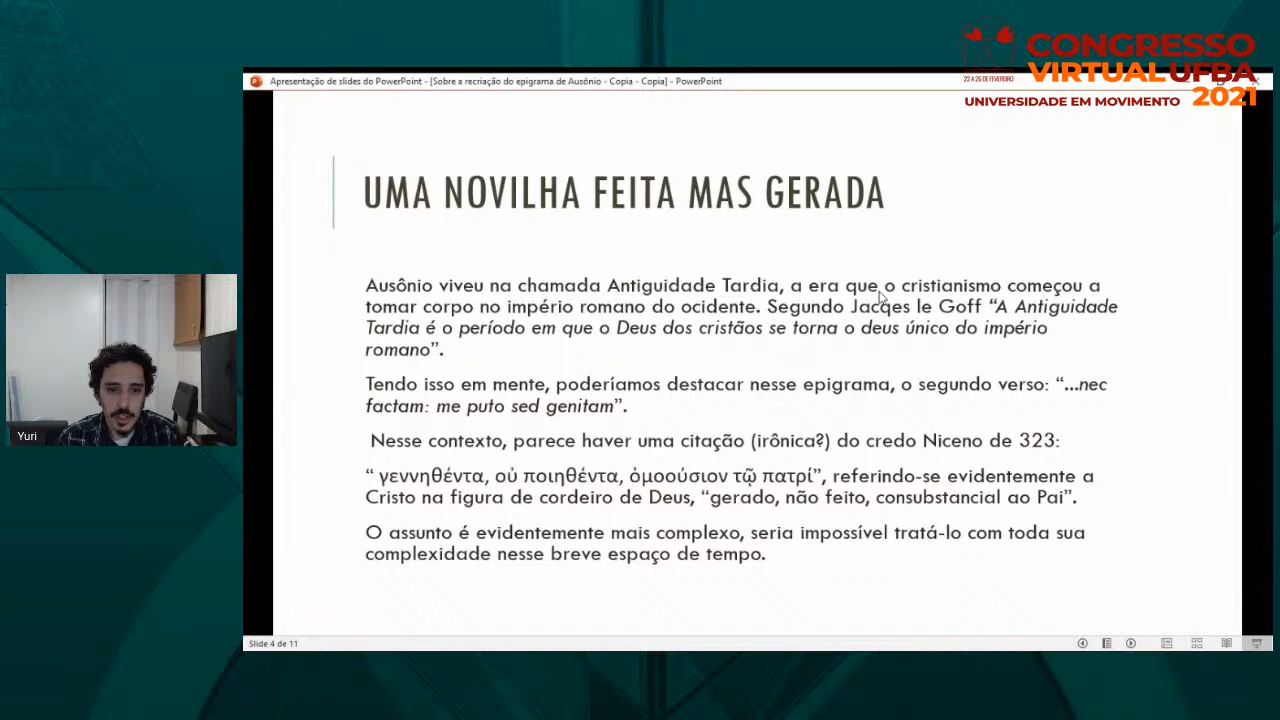 CONGRESSO
22 A 26 DE FEVEREIRO
VIRTUAL UFBA
UNIVERSIDADE EM MOVIMENTO 2021
Apresentação de slides do PowerPoint - [Sobre a recriação do epigrama de Ausônio - Copia - Copia] - PowerPoint
UMA NOVILHA FEITA MAS GERADA
Ausônio viveu na chamada Antiguidade Tardia, a era que o cristianismo começou a
tomar corpo no império romano do ocidente. Segundo Jacqes le Goff “A Antiguidade
Tardia é o período em que o Deus dos cristãos se torna o deus único do império
romano”.
Tendo isso em mente, poderíamos destacar nesse epigrama, o segundo verso: “...nec
factam: me puto sed genitam”.
Nesse contexto, parece haver uma citação (irônica?) do credo Niceno de 323:
“ γεννηθέντα, οὐ ποιηθέντα, ὁμοούσιον τῷ πατρί”, referindo-se evidentemente a
Cristo na figura de cordeiro de Deus, “gerado, não feito, consubstancial ao Pai”.
O assunto é evidentemente mais complexo, seria impossível tratá-lo com toda sua
complexidade nesse breve espaço de tempo.
Yuri
Slide 4 de 11